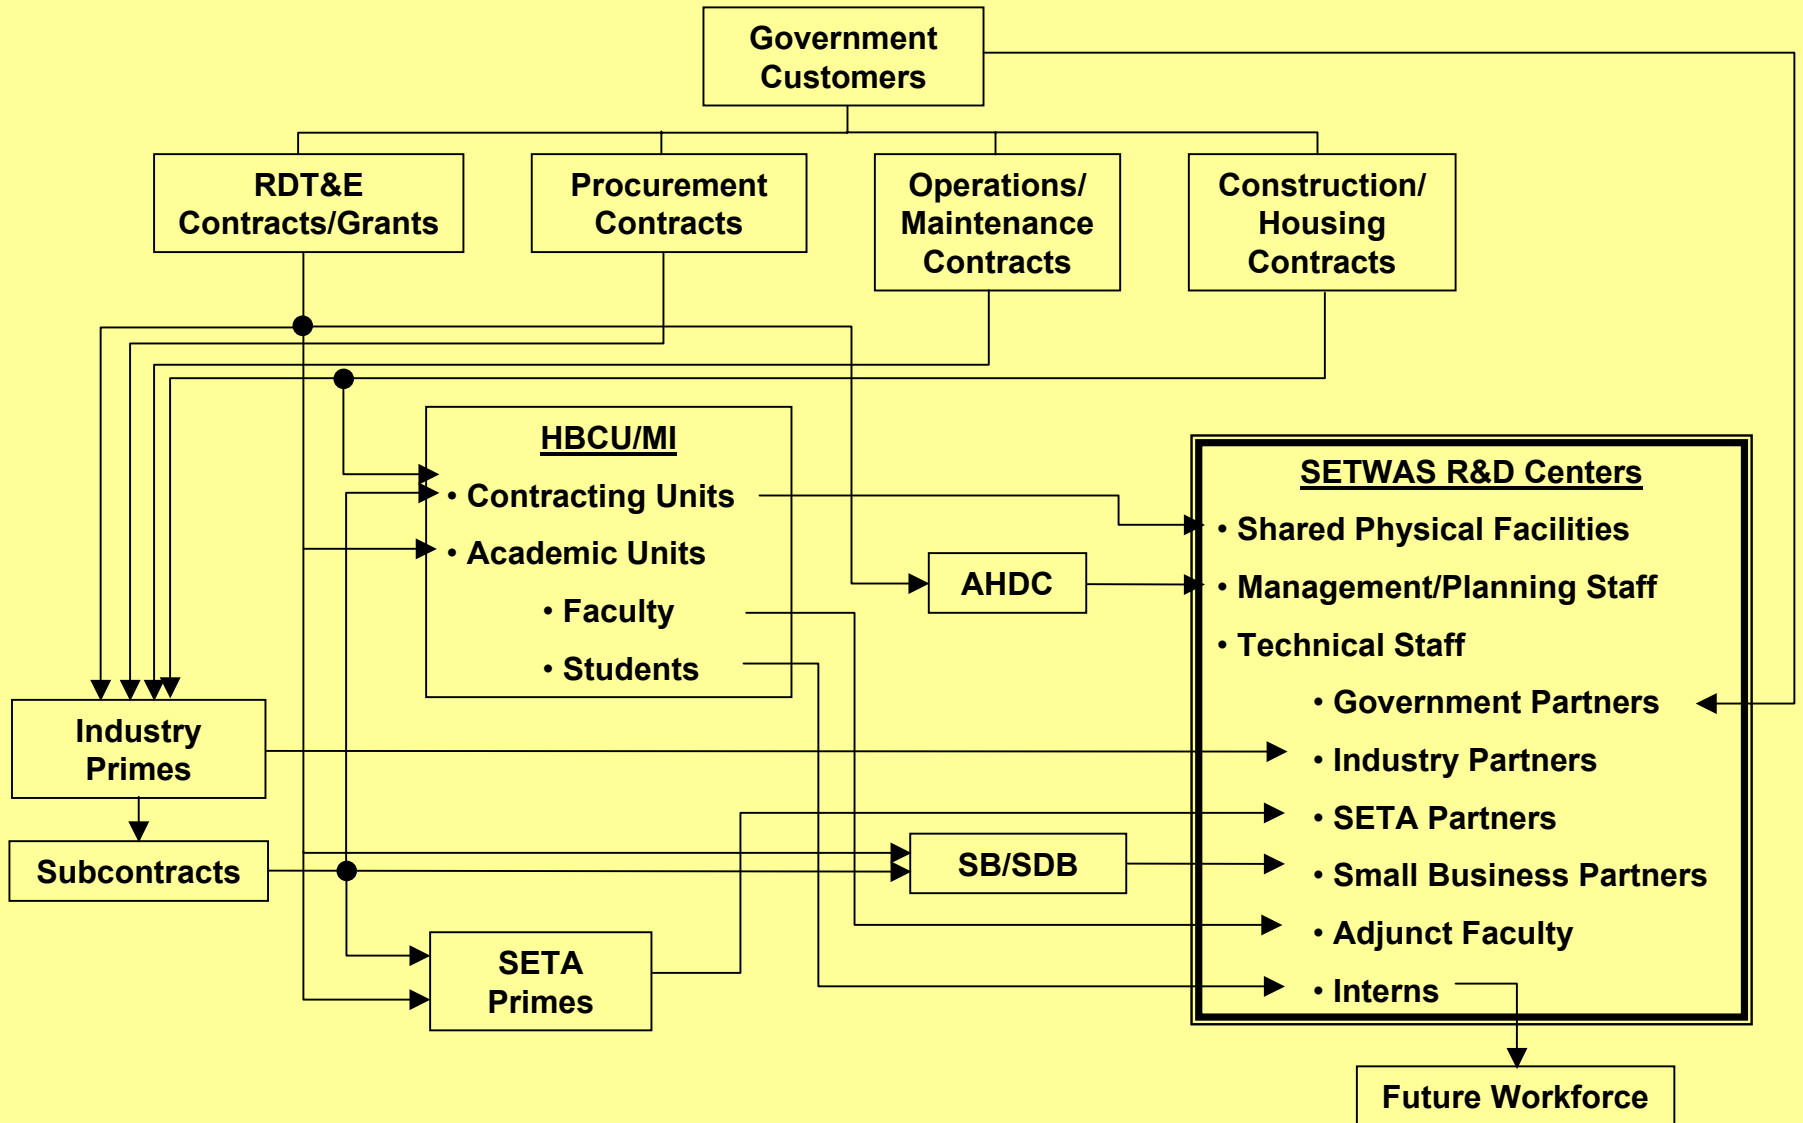 Government
Customers
RDT&E
Contracts/Grants
Procurement
Contracts
Operations/
Maintenance
Contracts
Construction/
Housing
Contracts
HBCU/MI
• Contracting Units
• Academic Units
• Faculty
• Students
AHDC
SETWAS R&D Centers
• Shared Physical Facilities
• Management/Planning Staff
• Technical Staff
• Government Partners
• Industry Partners
• SETA Partners
• Small Business Partners
• Adjunct Faculty
• Interns
Industry
Primes
Subcontracts
SB/SDB
SETA
Primes
Future Workforce